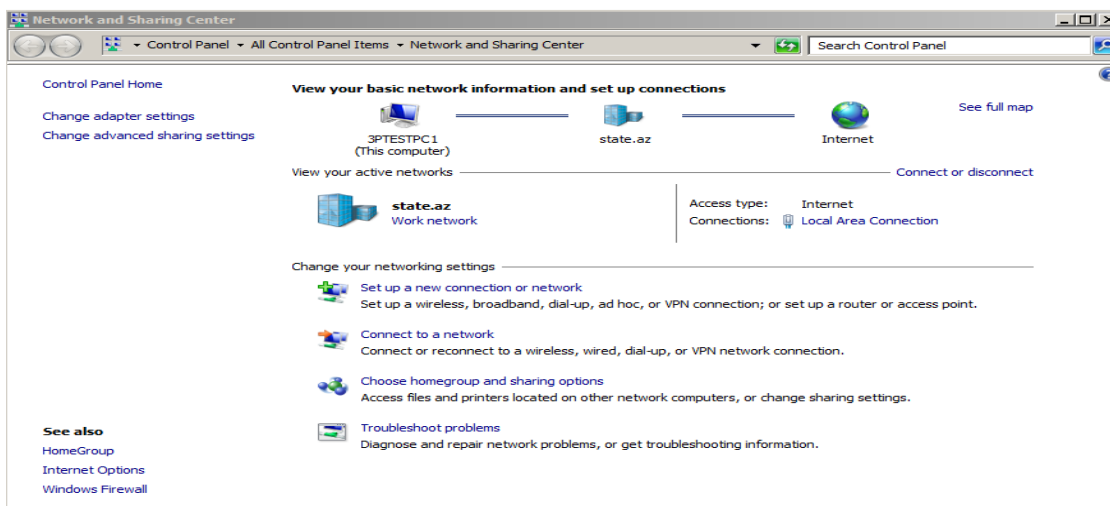 Network and Sharing Center
Control Panel All Control Panel Items Network and Sharing Center Search Control Panel
Control Panel Home
Change adapter settings
Change advanced sharing settings
View your basic network information and set up connections
See full map
3PTESTPC1
(This computer)
state.az
Internet
View your active networks
Connect or disconnect
state.az
Work network
Access type: Internet
Connections: Local Area Connection
Change your networking settings
Set up a new connection or network
Set up a wireless, broadband, dial-up, ad hoc, or VPN connection; or set up a router or access point.
Connect to a network
Connect or reconnect to a wireless, wired, dial-up, or VPN network connection.
Choose homegroup and sharing options
Access files and printers located on other network computers, or change sharing settings.
Troubleshoot problems
Diagnose and repair network problems, or get troubleshooting information.
See also
HomeGroup
Internet Options
Windows Firewall